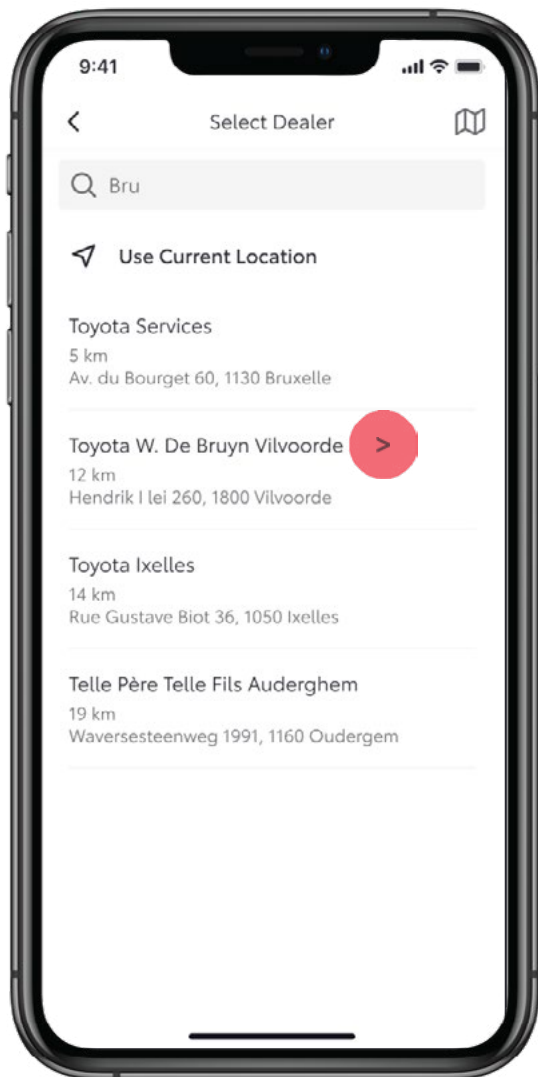 9:41
Select Dealer
Bru
Use Current Location
Toyota Services
5 km
Av. du Bourget 60, 1130 Bruxelle
Toyota W. De Bruyn Vilvoorde >
12 km
Hendrik I lei 260, 1800 Vilvoorde
Toyota Ixelles
14 km
Rue Gustave Biot 36, 1050 Ixelles
Telle Père Telle Fils Auderghem
19 km
Waversesteenweg 1991, 1160 Oudergem